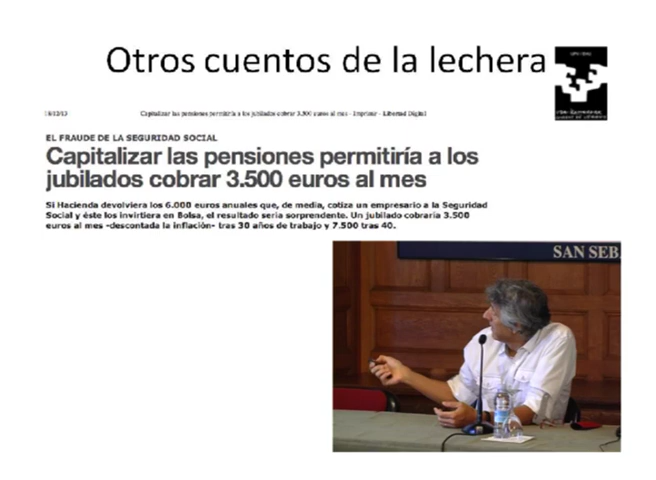 Otros cuentos de la lechera
18/12/13 Capitalizar las pensiones permitiría a los jubilados cobrar 3.500 euros al mes - Imprimir - Libertad Digital
EL FRAUDE DE LA SEGURIDAD SOCIAL
Capitalizar las pensiones permitiría a los
jubilados cobrar 3.500 euros al mes
Si Hacienda devolviera los 6.000 euros anuales que, de media, cotiza un empresario a la Seguridad
Social y éste los invirtiera en Bolsa, el resultado sería sorprendente. Un jubilado cobraría 3.500
euros al mes -descontada la inflación- tras 30 años de trabajo y 7.500 tras 40.
SAN SEB